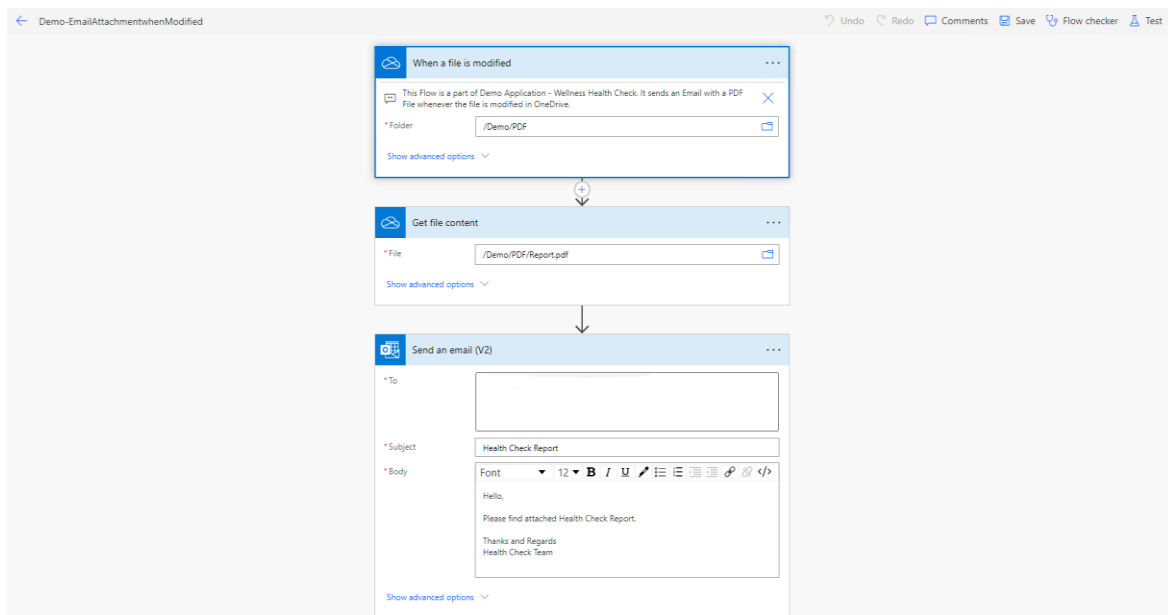 Demo-EmailAttachmentwhenModified
Undo Redo Comments Save Flow checker Test
When a file is modified
This Flow is a part of Demo Application - Wellness Health Check. It sends an Email with a PDF
File whenever the file is modified in OneDrive.
*Folder /Demo/PDF
Show advanced options
Get file content
*File /Demo/PDF/Report.pdf
Show advanced options
Send an email (V2)
*To
*Subject Health Check Report
*Body Font 12 B I U </>
Hello,
Please find attached Health Check Report.
Thanks and Regards
Health Check Team
Show advanced options